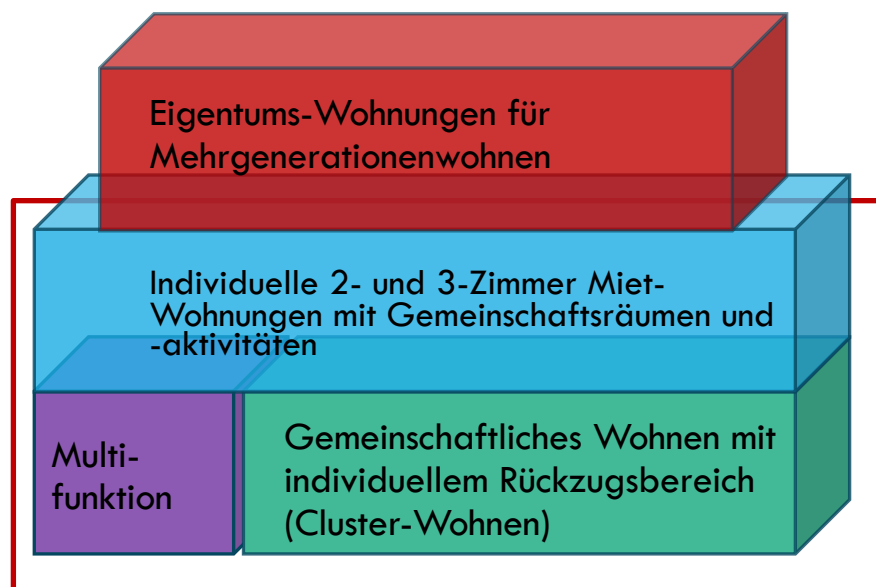 Eigentums-Wohnungen für
Mehrgenerationenwohnen
Individuelle 2- und 3-Zimmer Miet-
Wohnungen mit Gemeinschaftsräumen und
-aktivitäten
Multi-
funktion
Gemeinschaftliches Wohnen mit
individuellem Rückzugsbereich
(Cluster-Wohnen)